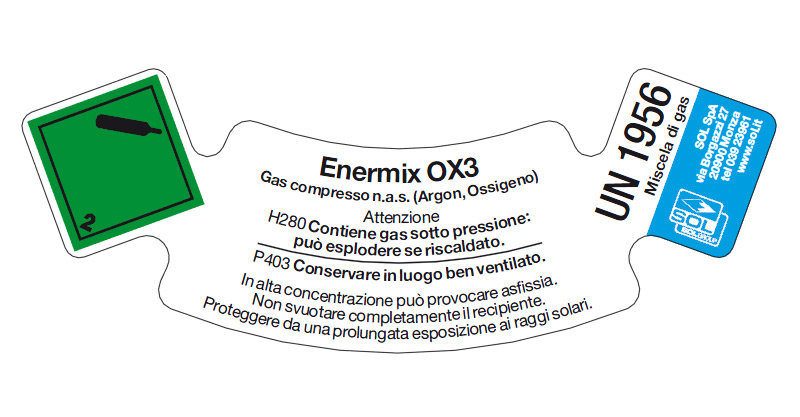 2
Enermix OX3
Gas compresso n.a.s. (Argon, Ossigeno)
Attenzione
H280 Contiene gas sotto pressione:
può esplodere se riscaldato.
P403 Conservare in luogo ben ventilato.
In alta concentrazione può provocare asfissia.
Non svuotare completamente il recipiente.
Proteggere da una prolungata esposizione ai raggi solari.
UN 1956
Miscela di gas
SOL SpA
via Borgazzi 27
20900 Monza
tel 039 23961
www.sol.it
SOL
SOLGROUP